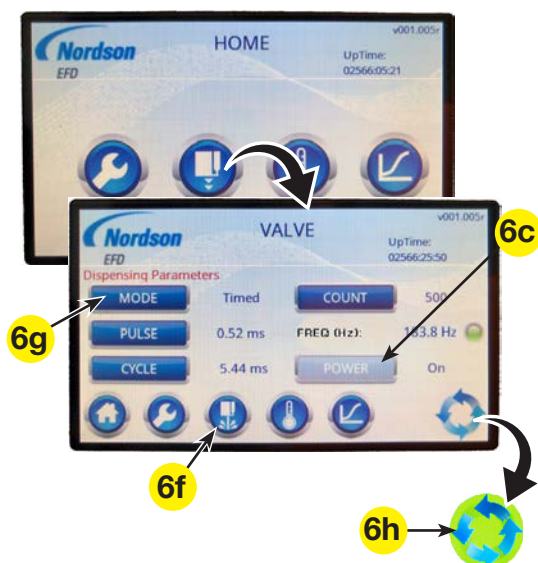 v001.005r
Nordson
EFD
HOME
UpTime:
02566:05:21
v001.005r
Nordson
EFD
VALVE
UpTime:
02566:25:50
6c
Dispensing Parameters
MODE Timed COUNT 500
6g
PULSE 0.52 ms FREQ (Hz): 183.8 Hz
CYCLE 5.44 ms POWER On
6f
6h